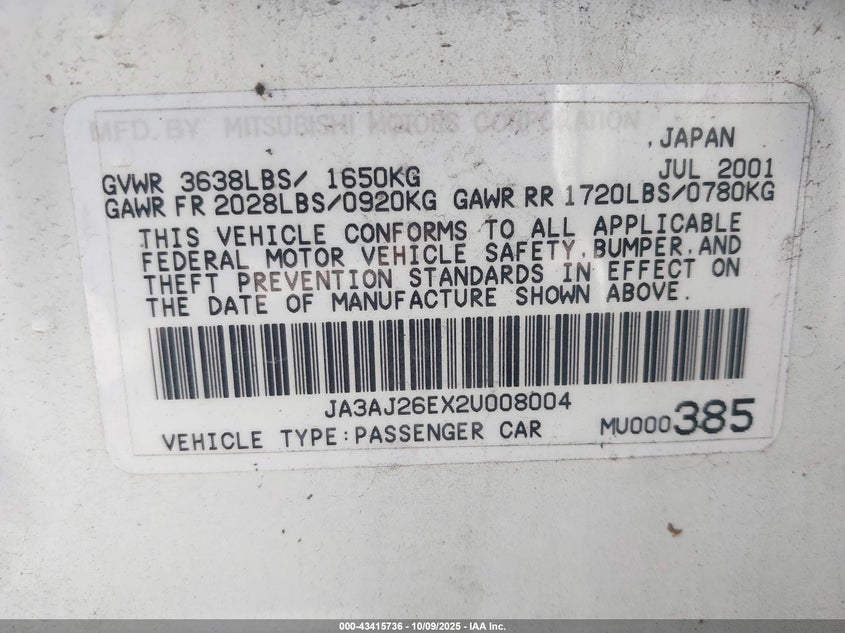 MFD. BY MITSUBISHI MOTORS CORPORATION
, JAPAN
GVWR 3638LBS/ 1650KG JUL 2001
GAWR FR 2028LBS/0920KG GAWR RR 1720LBS/0780KG
THIS VEHICLE CONFORMS TO ALL APPLICABLE
FEDERAL MOTOR VEHICLE SAFETY, BUMPER, AND
THEFT PREVENTION STANDARDS IN EFFECT ON
THE DATE OF MANUFACTURE SHOWN ABOVE.
JA3AJ26EX2U008004
VEHICLE TYPE:PASSENGER CAR MU000385
000-43415736 - 10/09/2025 - IAA Inc.